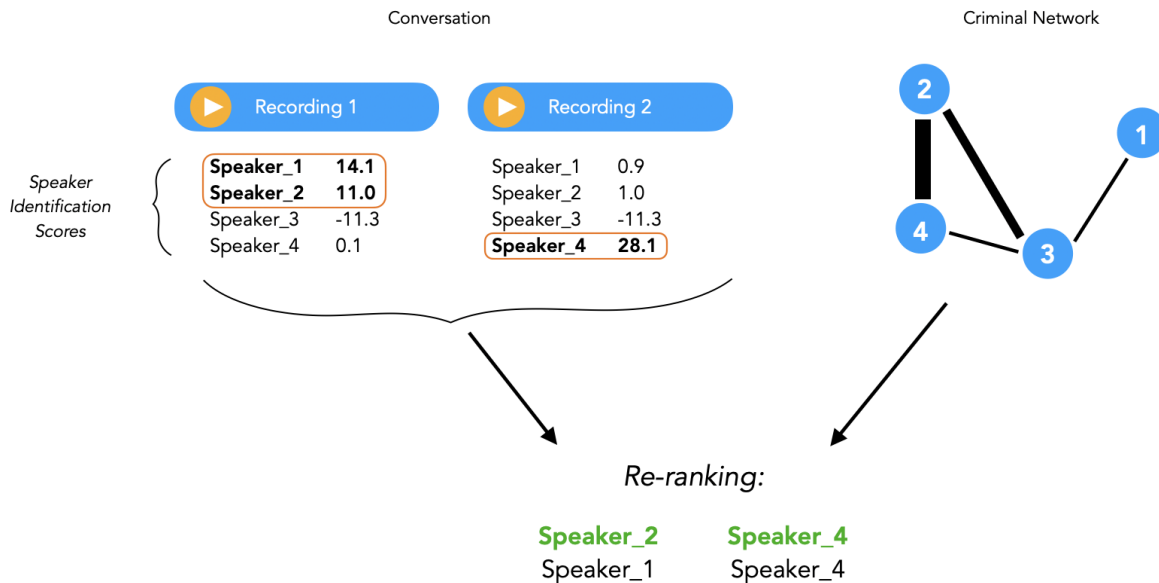 Conversation
Criminal Network
Recording 1
Recording 2
Speaker
Identification
Scores
Speaker_1 14.1
Speaker_2 11.0
Speaker_3 -11.3
Speaker_4 0.1
Speaker_1 0.9
Speaker_2 1.0
Speaker_3 -11.3
Speaker_4 28.1
2
1
4
3
Re-ranking:
Speaker_2 Speaker_4
Speaker_1 Speaker_4